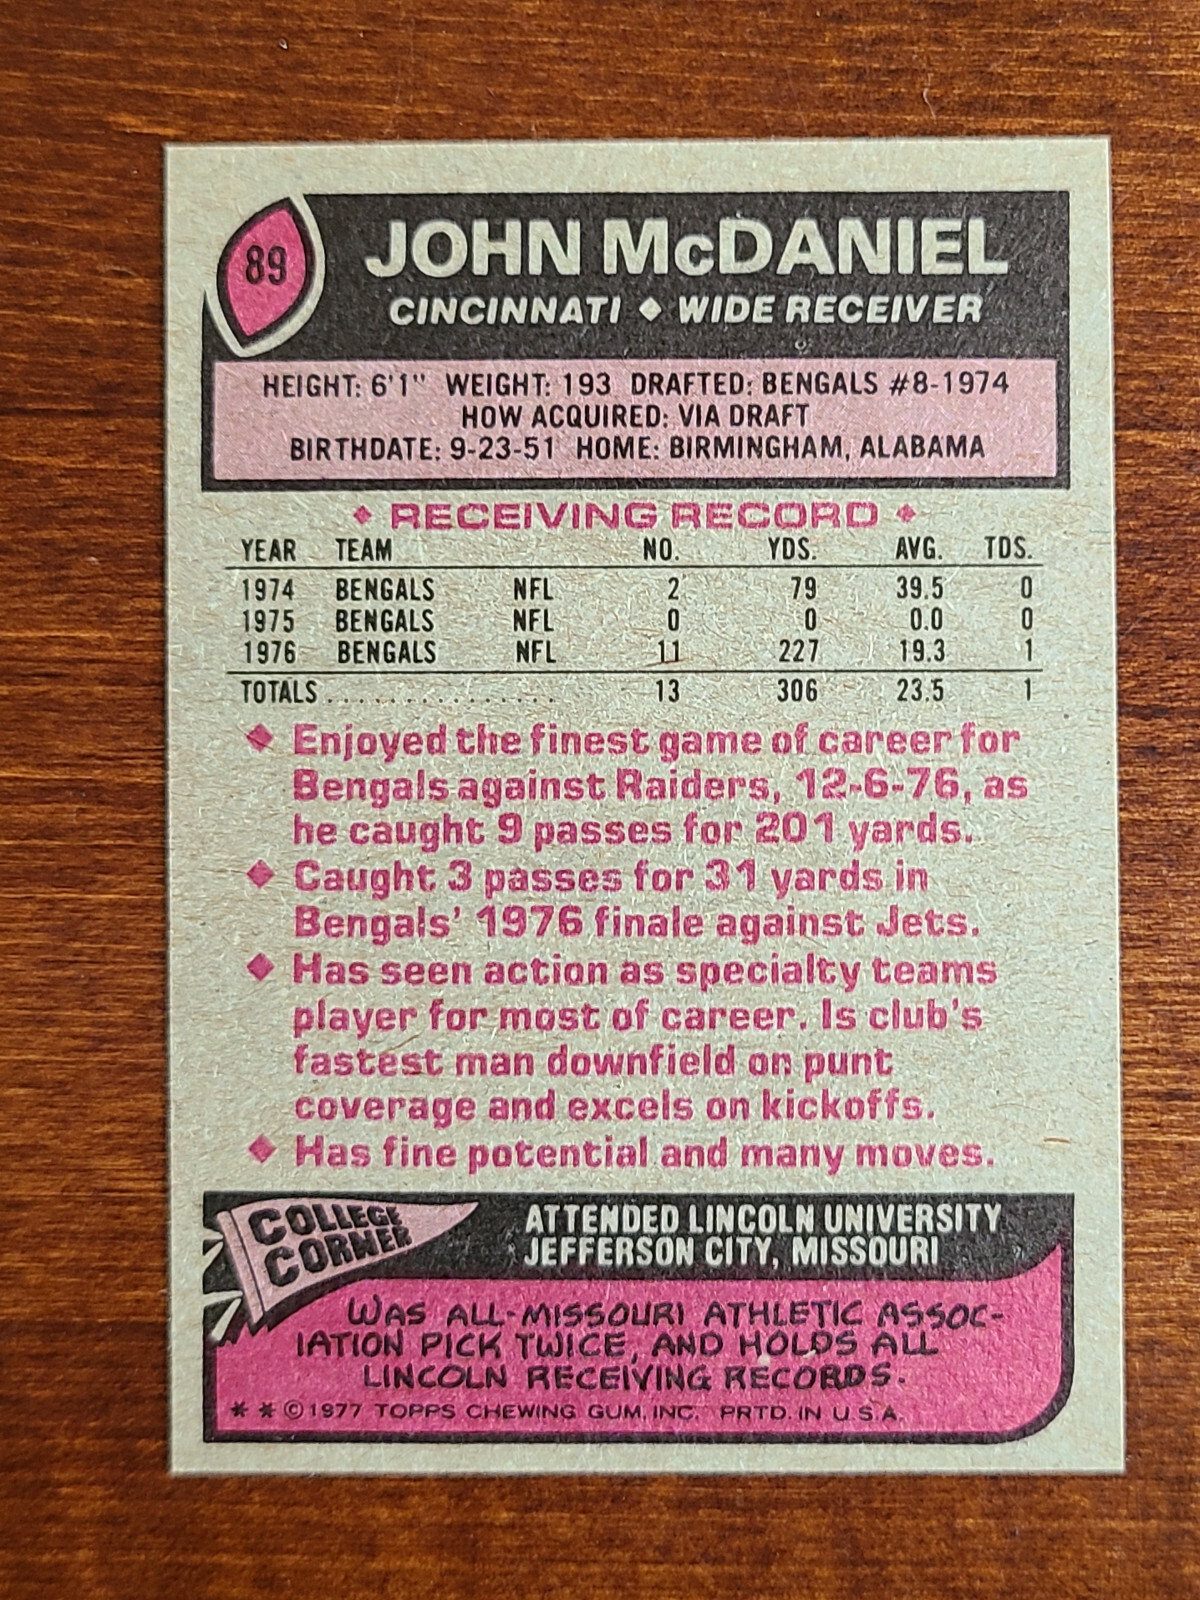 89
JOHN McDANIEL
CINCINNATI ◆ WIDE RECEIVER
HEIGHT: 6'1" WEIGHT: 193 DRAFTED: BENGALS #8-1974
HOW ACQUIRED: VIA DRAFT
BIRTHDATE: 9-23-51 HOME: BIRMINGHAM, ALABAMA
◆ RECEIVING RECORD ◆
YEAR TEAM NO. YDS. AVG. TDS.
1974 BENGALS NFL 2 79 39.5 0
1975 BENGALS NFL 0 0 0.0 0
1976 BENGALS NFL 11 227 19.3 1
TOTALS . . . . . . . . . . . . . . . 13 306 23.5 1
◆ Enjoyed the finest game of career for
Bengals against Raiders, 12-6-76, as
he caught 9 passes for 201 yards.
◆ Caught 3 passes for 31 yards in
Bengals' 1976 finale against Jets.
◆ Has seen action as specialty teams
player for most of career. Is club's
fastest man downfield on punt
coverage and excels on kickoffs.
◆ Has fine potential and many moves.
COLLEGE
CORNER
ATTENDED LINCOLN UNIVERSITY
JEFFERSON CITY, MISSOURI
WAS ALL-MISSOURI ATHLETIC ASSOC-
IATION PICK TWICE, AND HOLDS ALL
LINCOLN RECEIVING RECORDS.
* * © 1977 TOPPS CHEWING GUM, INC. PRTD. IN U.S.A.